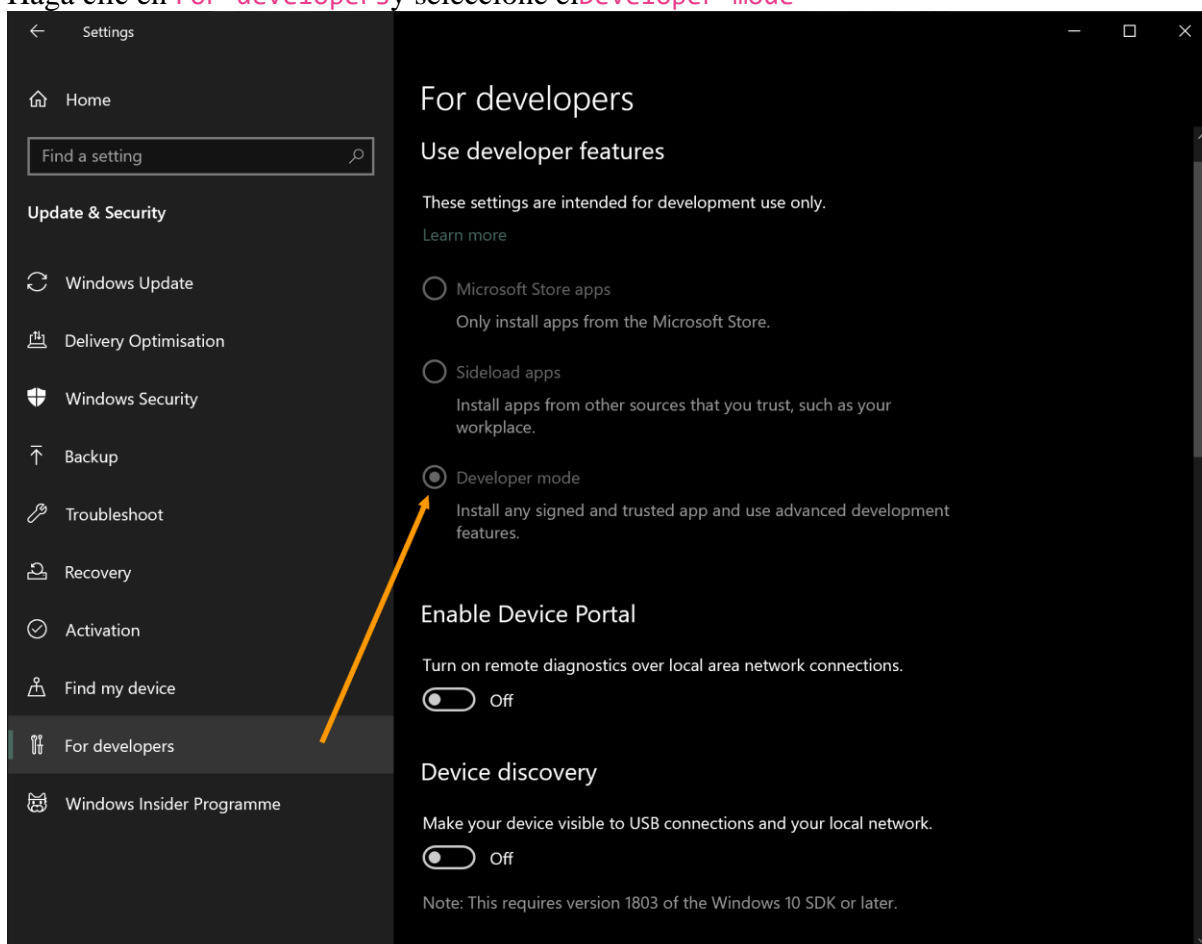 Haga clic en For developersy seleccione elDeveloper mode
Settings
Home
Find a setting
Update & Security
Windows Update
Delivery Optimisation
Windows Security
Backup
Troubleshoot
Recovery
Activation
Find my device
For developers
Windows Insider Programme
For developers
Use developer features
These settings are intended for development use only.
Learn more
Microsoft Store apps
Only install apps from the Microsoft Store.
Sideload apps
Install apps from other sources that you trust, such as your
workplace.
Developer mode
Install any signed and trusted app and use advanced development
features.
Enable Device Portal
Turn on remote diagnostics over local area network connections.
Off
Device discovery
Make your device visible to USB connections and your local network.
Off
Note: This requires version 1803 of the Windows 10 SDK or later.